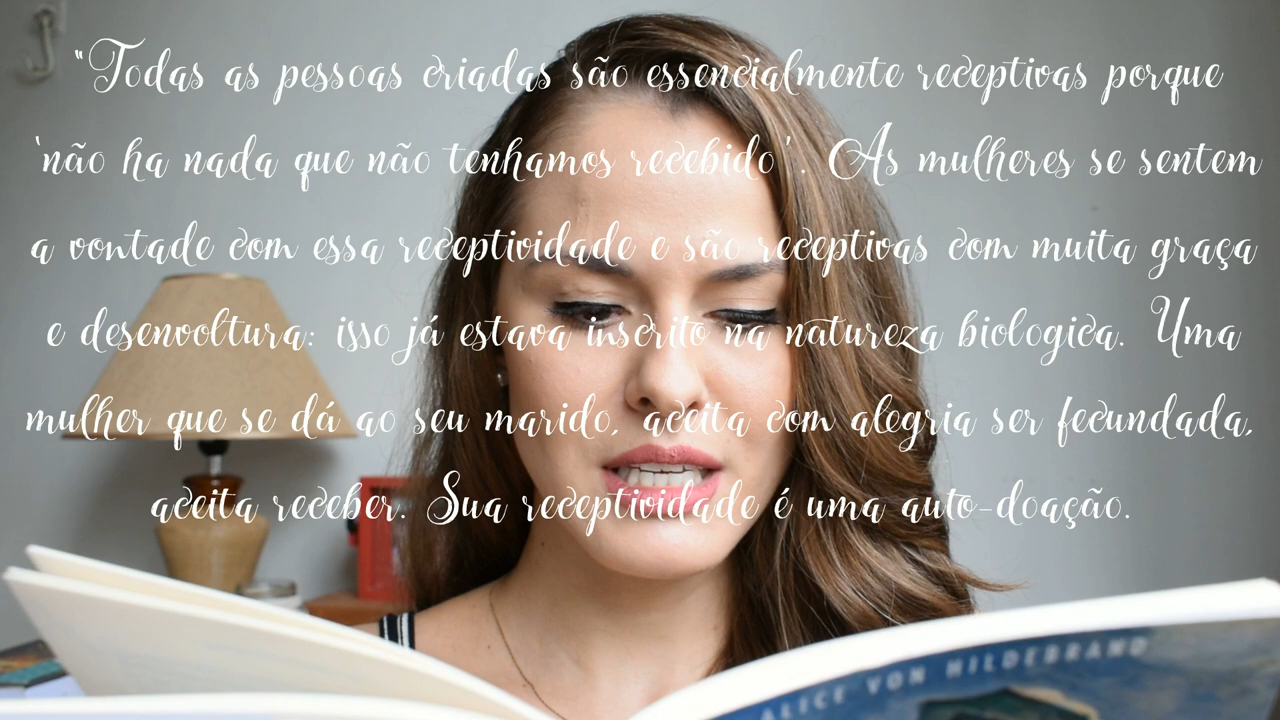 "Todas as pessoas criadas são essencialmente receptivas porque
'não ha nada que não tenhamos recebido'. As mulheres se sentem
a vontade com essa receptividade e são receptivas com muita graça
e desenvoltura: isso já estava inscrito na natureza biologica. Uma
mulher que se dá ao seu marido, aceita com alegria ser fecundada,
aceita receber. Sua receptividade é uma auto-doação.
ALICE VON HILDEBRAND